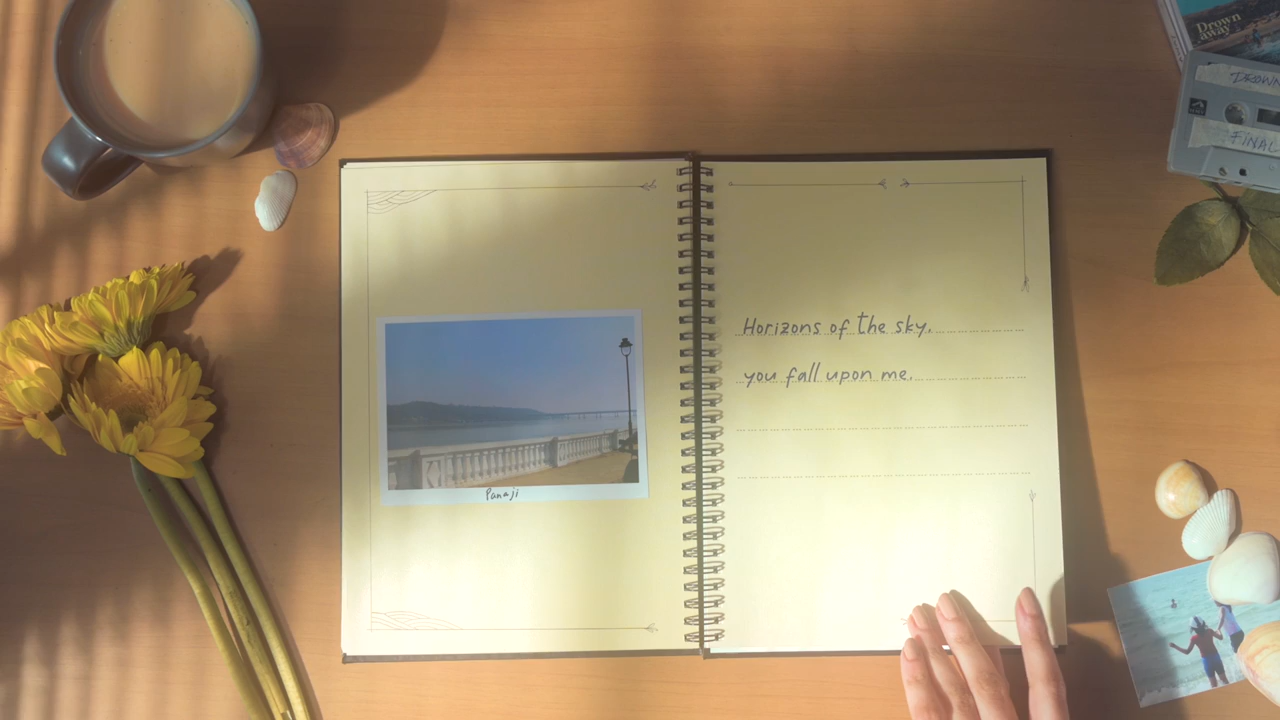 Drown
Away
DROWN
FINAL
Horizons of the sky.
you fall upon me.
Panaji